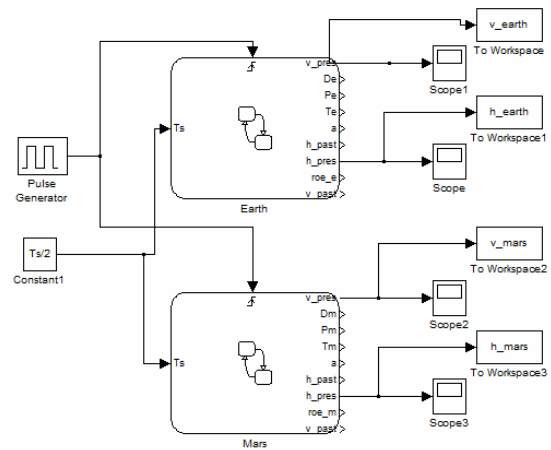 v_earth
To Workspace
v_pres
De
Pe
Te
a
h_past
h_pres
roe_e
v_past
Ts
Earth
Scope1
h_earth
To Workspace1
Scope
Pulse
Generator
Ts/2
Constant1
v_mars
To Workspace2
v_pres
Dm
Pm
Tm
a
h_past
h_pres
roe_m
v_past
Ts
Mars
Scope2
h_mars
To Workspace3
Scope3